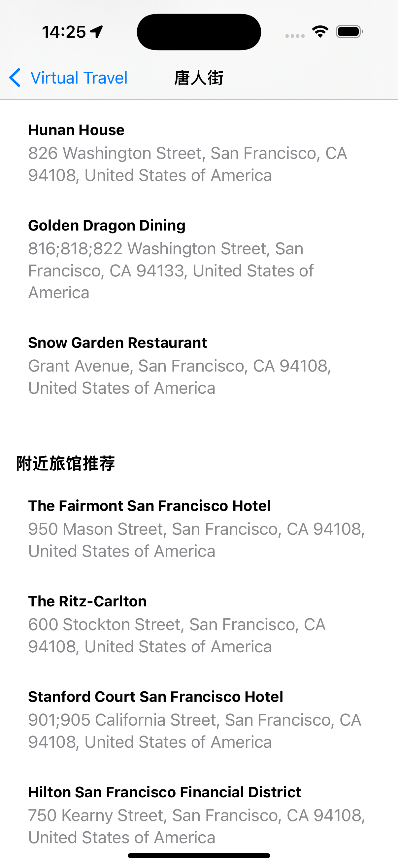 14:25
Virtual Travel
唐人街
Hunan House
826 Washington Street, San Francisco, CA
94108, United States of America
Golden Dragon Dining
816;818;822 Washington Street, San
Francisco, CA 94133, United States of
America
Snow Garden Restaurant
Grant Avenue, San Francisco, CA 94108,
United States of America
附近旅馆推荐
The Fairmont San Francisco Hotel
950 Mason Street, San Francisco, CA 94108,
United States of America
The Ritz-Carlton
600 Stockton Street, San Francisco, CA
94108, United States of America
Stanford Court San Francisco Hotel
901;905 California Street, San Francisco, CA
94108, United States of America
Hilton San Francisco Financial District
750 Kearny Street, San Francisco, CA 94108,
United States of America